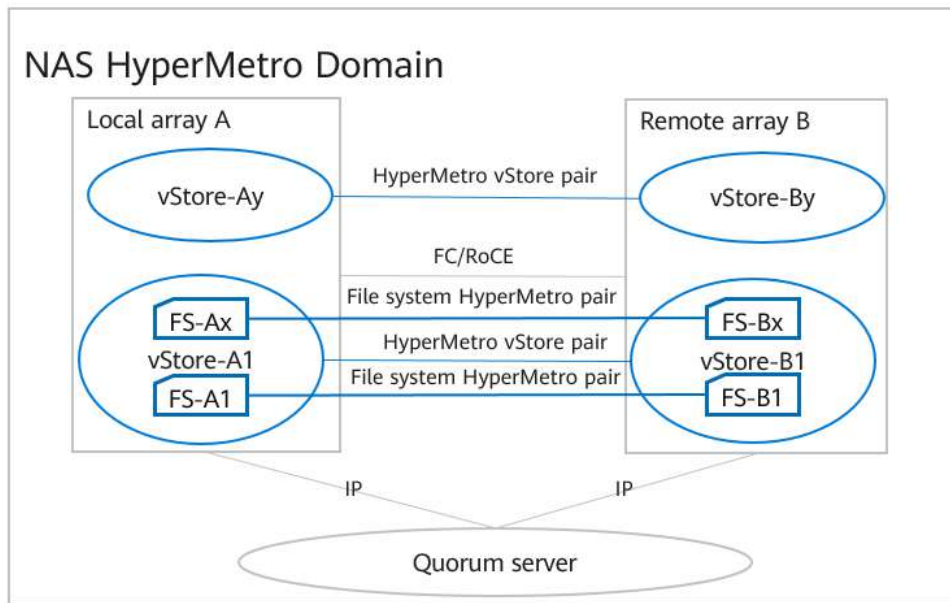 NAS HyperMetro Domain
Local array A
Remote array B
vStore-Ay
HyperMetro vStore pair
vStore-By
FC/RoCE
File system HyperMetro pair
FS-Ax
FS-Bx
HyperMetro vStore pair
vStore-A1
vStore-B1
File system HyperMetro pair
FS-A1
FS-B1
IP
IP
Quorum server